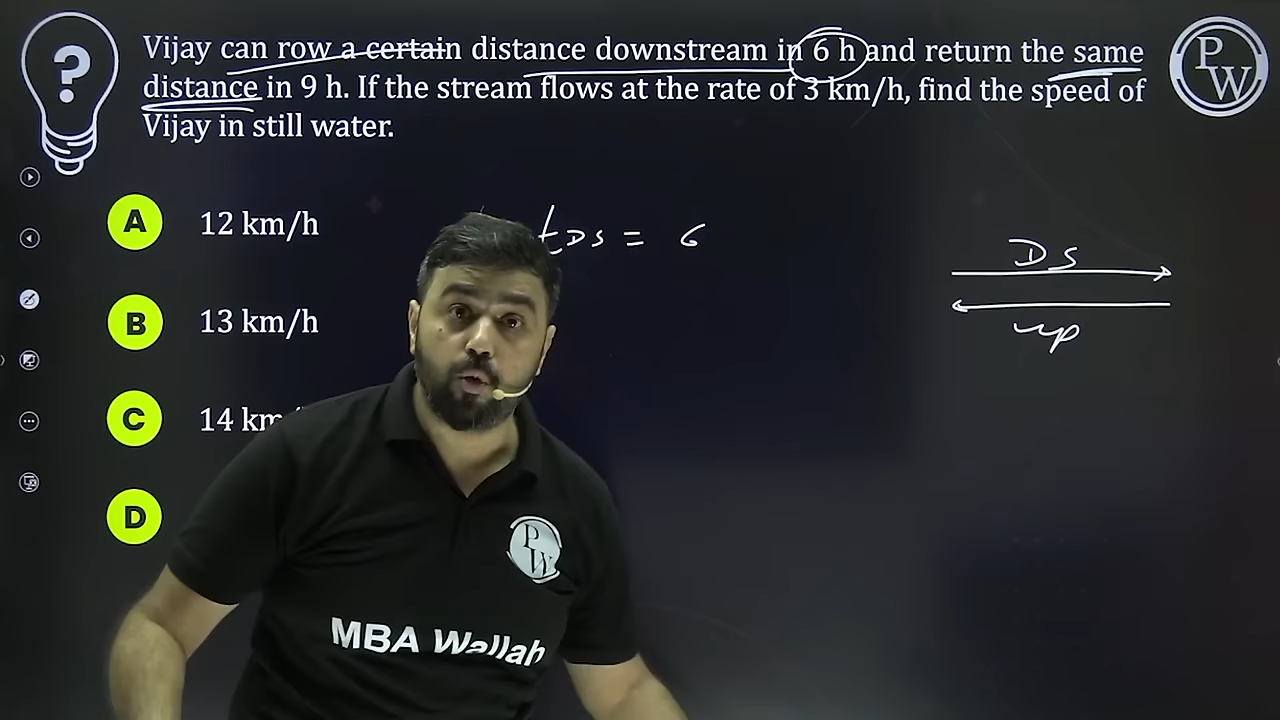 Vijay can row a certain distance downstream in 6 h and return the same
distance in 9 h. If the stream flows at the rate of 3 km/h, find the speed of
Vijay in still water.
PW
A 12 km/h
tDS = 6
DS
B 13 km/h
up
C 14 km/
D
PW
MBA Wallah